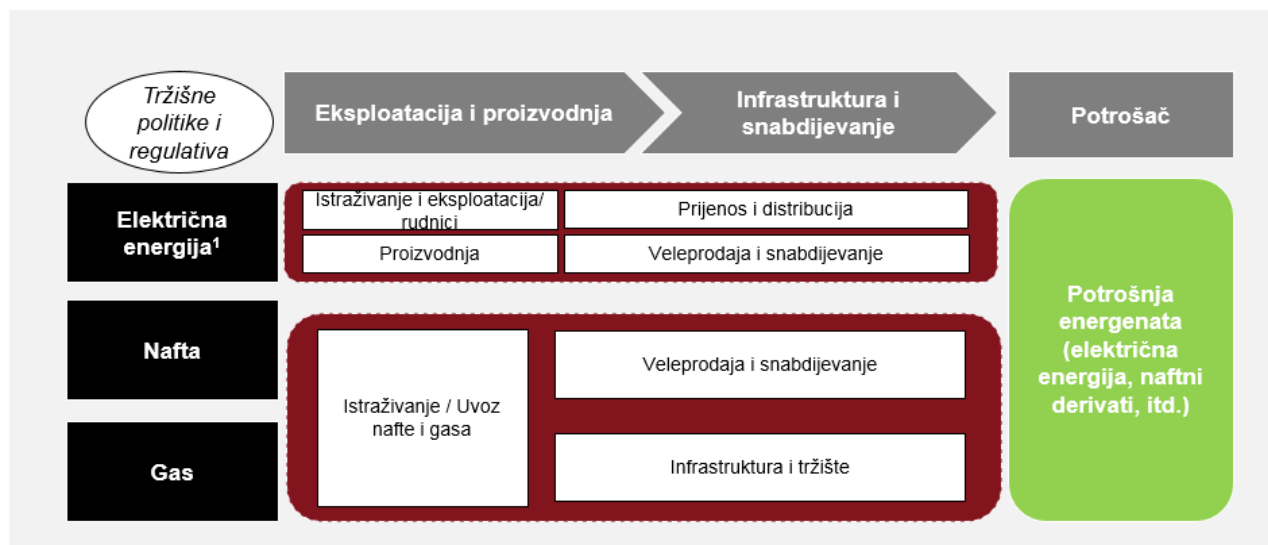 Tržišne
politike i
regulativa
Eksploatacija i proizvodnja
Infrastruktura i
snabdijevanje
Potrošač
Električna
energija¹
Istraživanje i eksploatacija/
rudnici
Prijenos i distribucija
Proizvodnja
Veleprodaja i snabdijevanje
Nafta
Gas
Istraživanje / Uvoz
nafte i gasa
Veleprodaja i snabdijevanje
Infrastruktura i tržište
Potrošnja
energenata
(električna
energija, naftni
derivati, itd.)